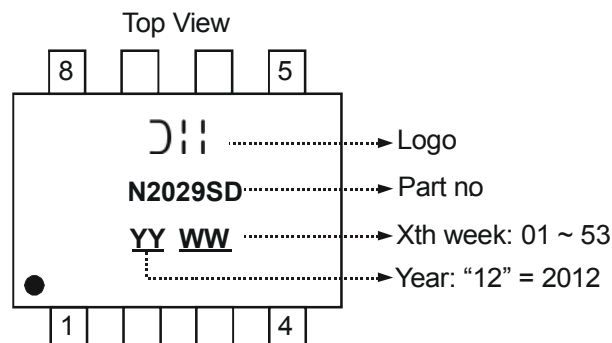 Top View
8 5
Logo
N2029SD Part no
YY WW Xth week: 01 ~ 53
Year: “12” = 2012
1 4